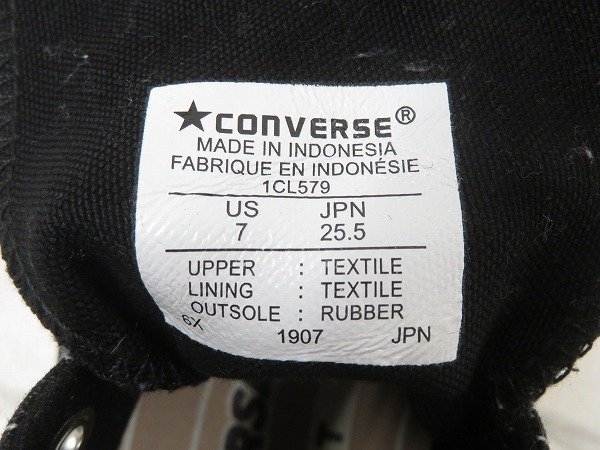 ★CONVERSE®
MADE IN INDONESIA
FABRIQUE EN INDONÉSIE
1CL579
US JPN
7 25.5
UPPER : TEXTILE
LINING : TEXTILE
OUTSOLE : RUBBER
6X 1907 JPN